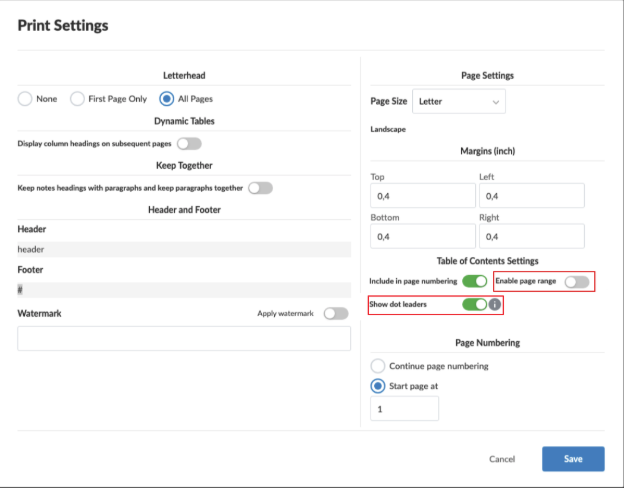 Print Settings
Letterhead
None
First Page Only
All Pages
Dynamic Tables
Display column headings on subsequent pages
Keep Together
Keep notes headings with paragraphs and keep paragraphs together
Header and Footer
Header
header
Footer
#
Watermark
Apply watermark
Page Settings
Page Size
Letter
Landscape
Margins (inch)
Top
Left
0,4
0,4
Bottom
Right
0,4
0,4
Table of Contents Settings
Include in page numbering
Enable page range
Show dot leaders
i
Page Numbering
Continue page numbering
Start page at
1
Cancel
Save